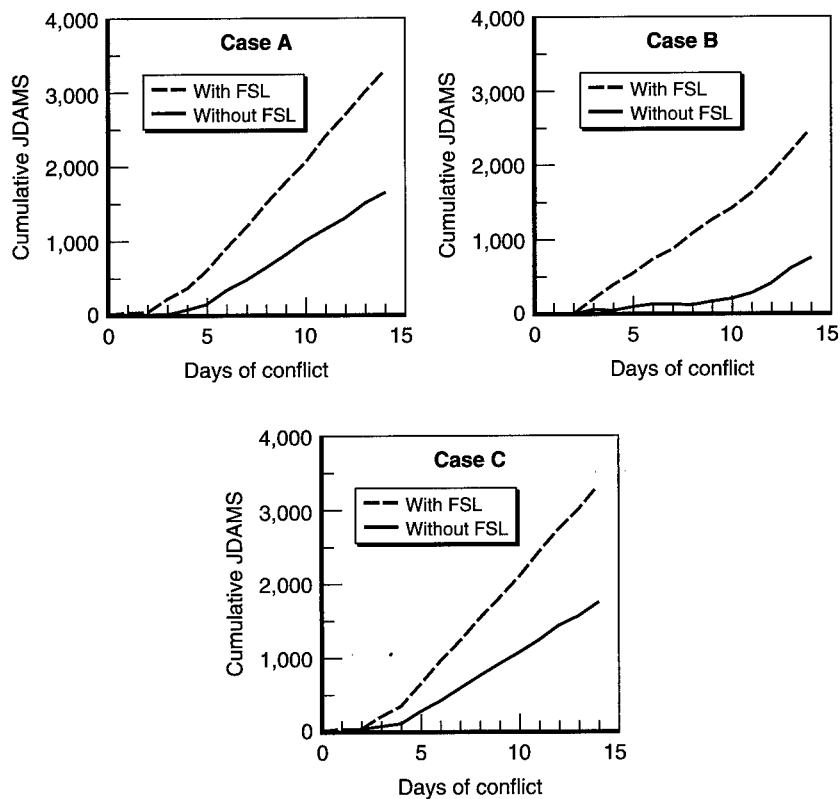 Case A
With FSL
Without FSL
Cumulative JDAMS
4,000
3,000
2,000
1,000
0
0 5 10 15
Days of conflict
Case B
With FSL
Without FSL
Cumulative JDAMS
4,000
3,000
2,000
1,000
0
0 5 10 15
Days of conflict
Case C
With FSL
Without FSL
Cumulative JDAMS
4,000
3,000
2,000
1,000
0
0 5 10 15
Days of conflict